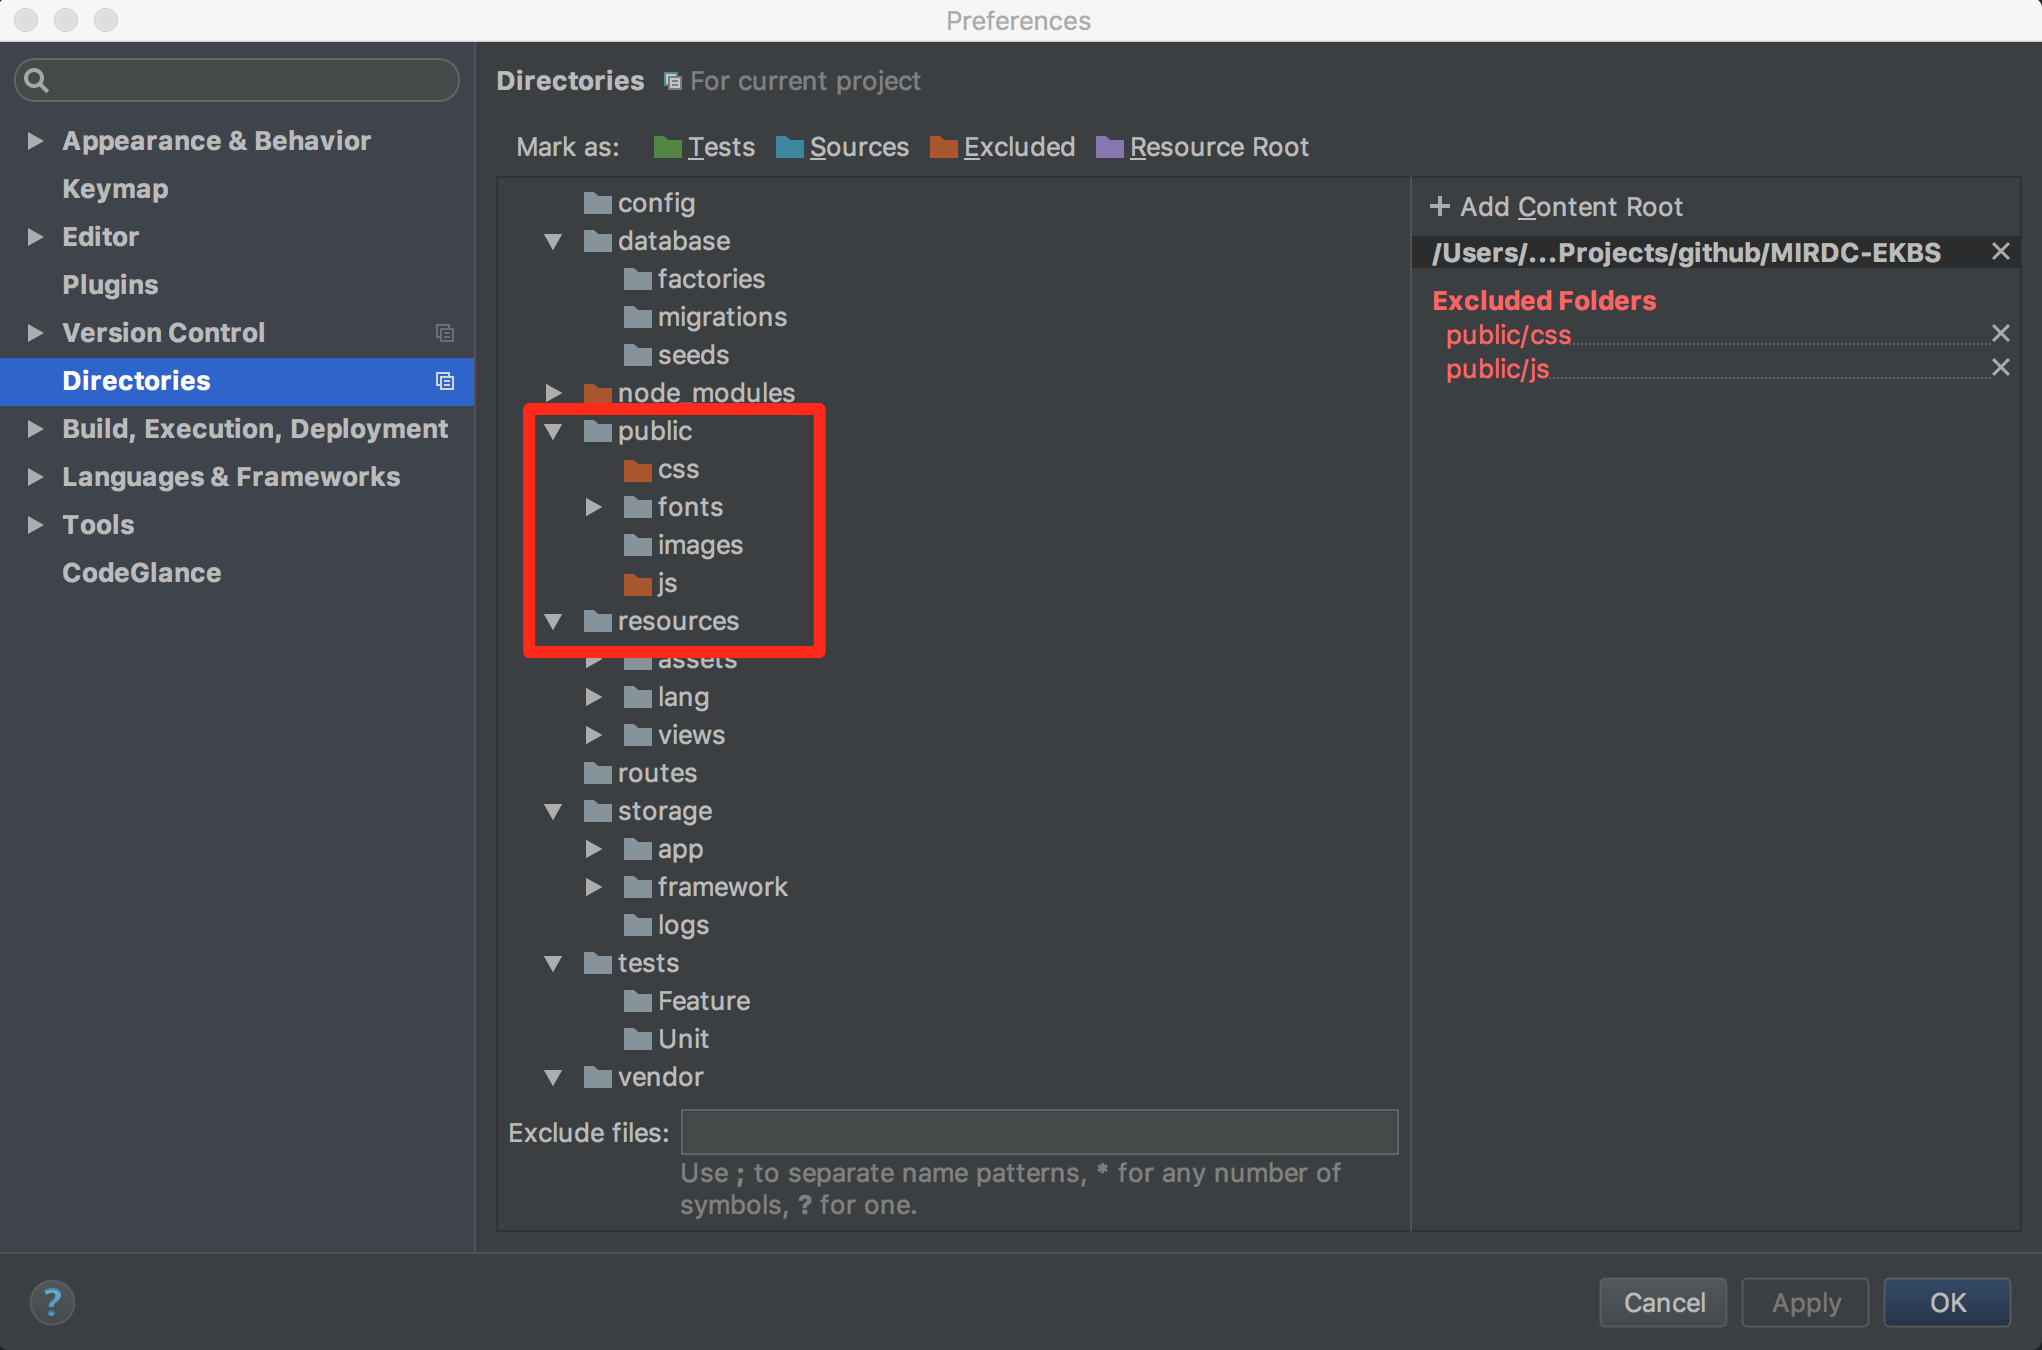 Preferences
Appearance & Behavior
Keymap
Editor
Plugins
Version Control
Directories
Build, Execution, Deployment
Languages & Frameworks
Tools
CodeGlance
Directories For current project
Mark as: Tests Sources Excluded Resource Root
config
database
factories
migrations
seeds
node_modules
public
css
fonts
images
js
resources
assets
lang
views
routes
storage
app
framework
logs
tests
Feature
Unit
vendor
Exclude files:
Use ; to separate name patterns, * for any number of
symbols, ? for one.
+ Add Content Root
/Users/...Projects/github/MIRDC-EKBS
Excluded Folders
public/css
public/js
?
Cancel
Apply
OK